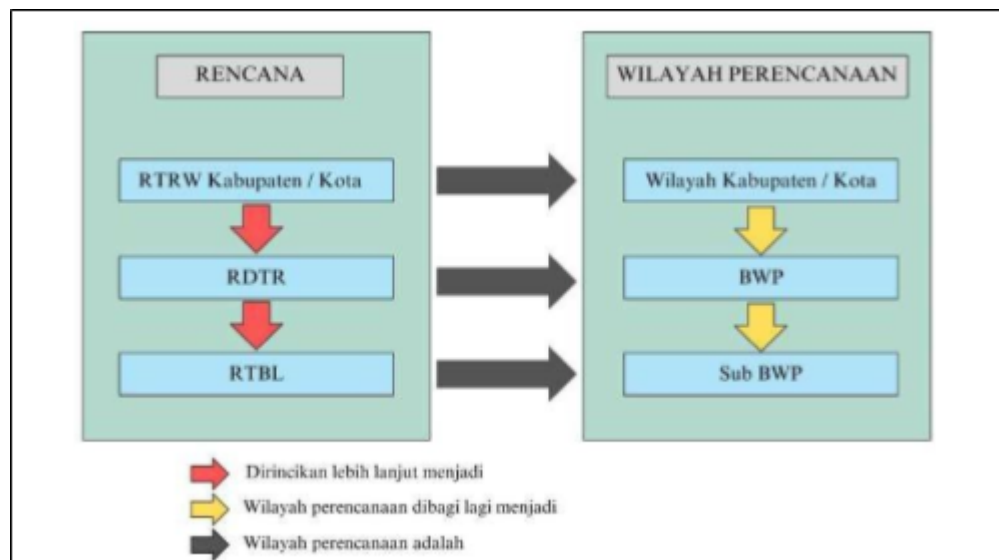 RENCANA
WILAYAH PERENCANAAN
RTRW Kabupaten / Kota
Wilayah Kabupaten / Kota
RDTR
BWP
RTBL
Sub BWP
Dirincikan lebih lanjut menjadi
Wilayah perencanaan dibagi lagi menjadi
Wilayah perencanaan adalah